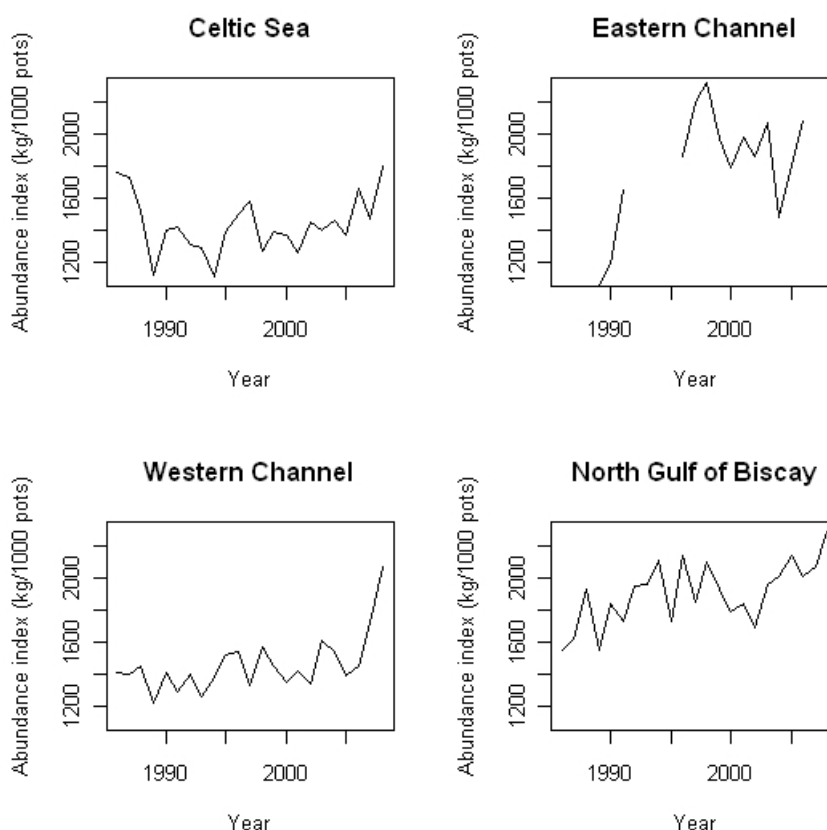 Celtic Sea
Abundance index (kg/1000 pots)
1200 1600 2000
1990 2000
Year
Eastern Channel
Abundance index (kg/1000 pots)
1200 1600 2000
1990 2000
Year
Western Channel
Abundance index (kg/1000 pots)
1200 1600 2000
1990 2000
Year
North Gulf of Biscay
Abundance index (kg/1000 pots)
1200 1600 2000
1990 2000
Year